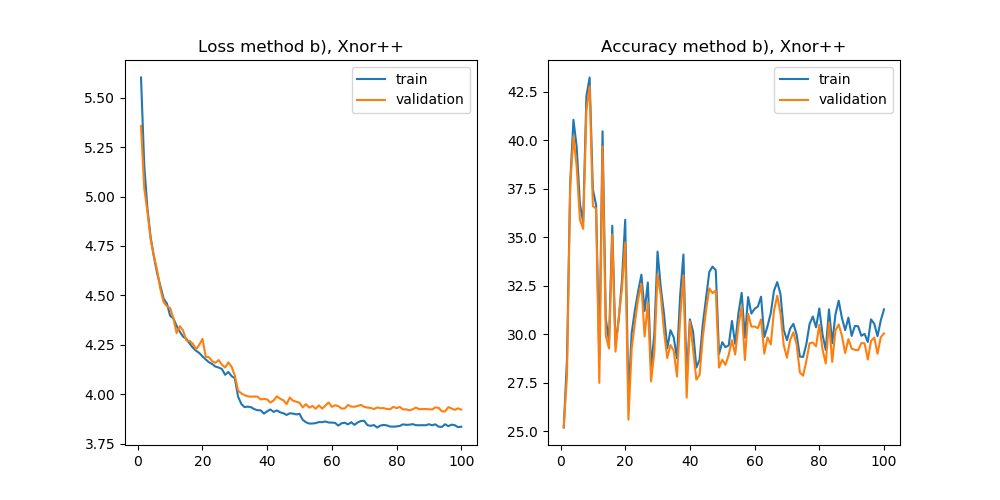 Loss method b), Xnor++
train
validation
5.50
5.25
5.00
4.75
4.50
4.25
4.00
3.75
0 20 40 60 80 100
Accuracy method b), Xnor++
train
validation
42.5
40.0
37.5
35.0
32.5
30.0
27.5
25.0
0 20 40 60 80 100